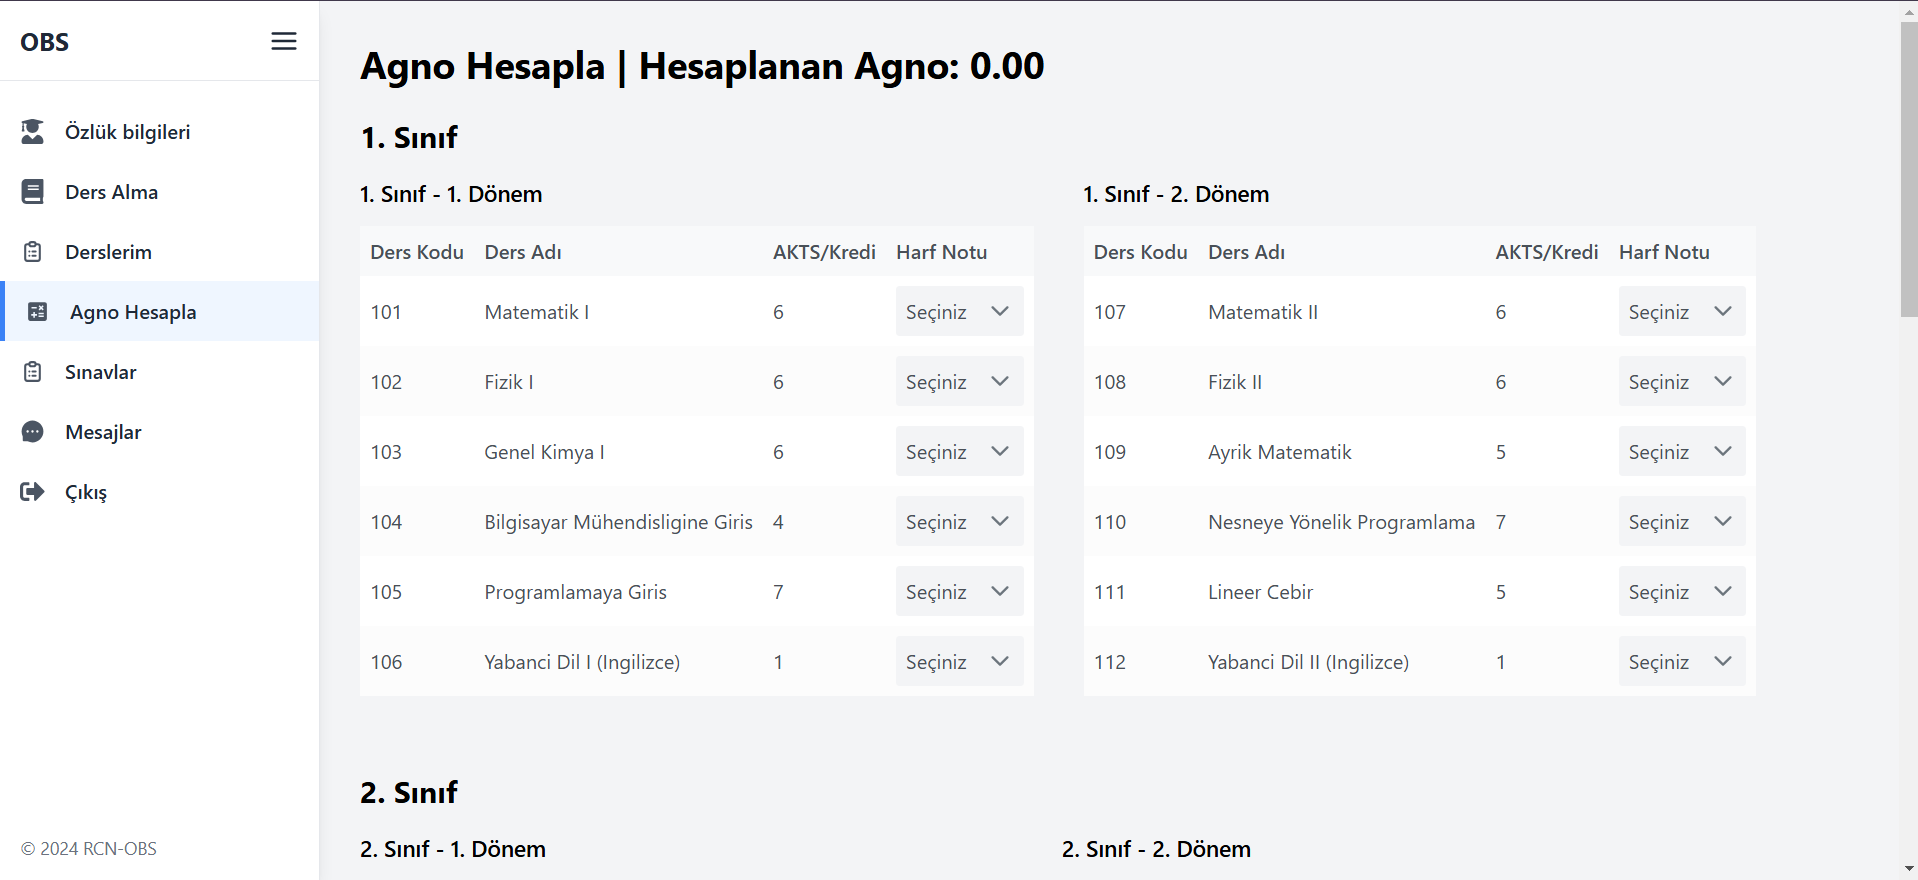 OBS
Özlük bilgileri
Ders Alma
Derslerim
Agno Hesapla
Sınavlar
Mesajlar
Çıkış
© 2024 RCN-OBS
Agno Hesapla | Hesaplanan Agno: 0.00
1. Sınıf
1. Sınıf - 1. Dönem
Ders Kodu Ders Adı AKTS/Kredi Harf Notu
101 Matematik I 6 Seçiniz
102 Fizik I 6 Seçiniz
103 Genel Kimya I 6 Seçiniz
104 Bilgisayar Mühendisligine Giris 4 Seçiniz
105 Programlamaya Giris 7 Seçiniz
106 Yabanci Dil I (Ingilizce) 1 Seçiniz
1. Sınıf - 2. Dönem
Ders Kodu Ders Adı AKTS/Kredi Harf Notu
107 Matematik II 6 Seçiniz
108 Fizik II 6 Seçiniz
109 Ayrik Matematik 5 Seçiniz
110 Nesneye Yönelik Programlama 7 Seçiniz
111 Lineer Cebir 5 Seçiniz
112 Yabanci Dil II (Ingilizce) 1 Seçiniz
2. Sınıf
2. Sınıf - 1. Dönem
2. Sınıf - 2. Dönem